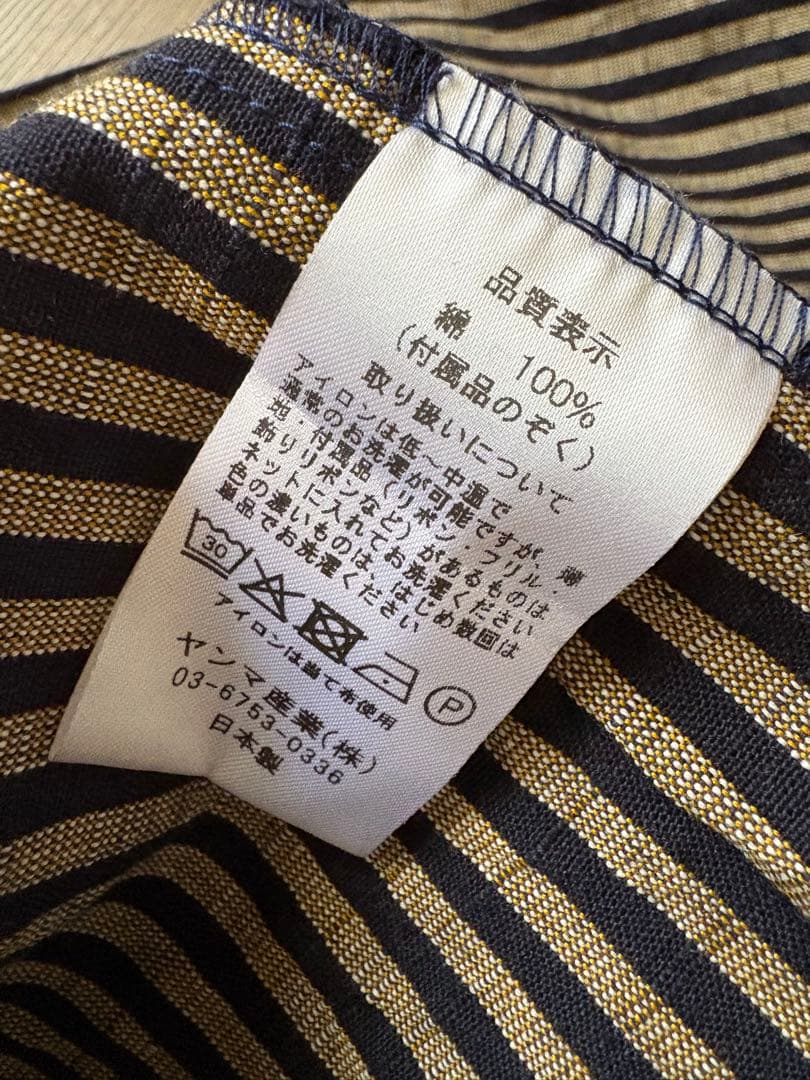 品質表示
綿 100%
(付属品のぞく)
取り扱いについて
アイロンは低~中温で
通常のお洗濯が可能ですが、薄
地・付属品(リボン・フリル・
飾りリボンなど)があるものは
ネットに入れてお洗濯ください
色の濃いものは、はじめ数回は
単品でお洗濯ください
30
P
アイロンは当て布使用
ヤンマ産業(株)
03-6753-0336
日本製